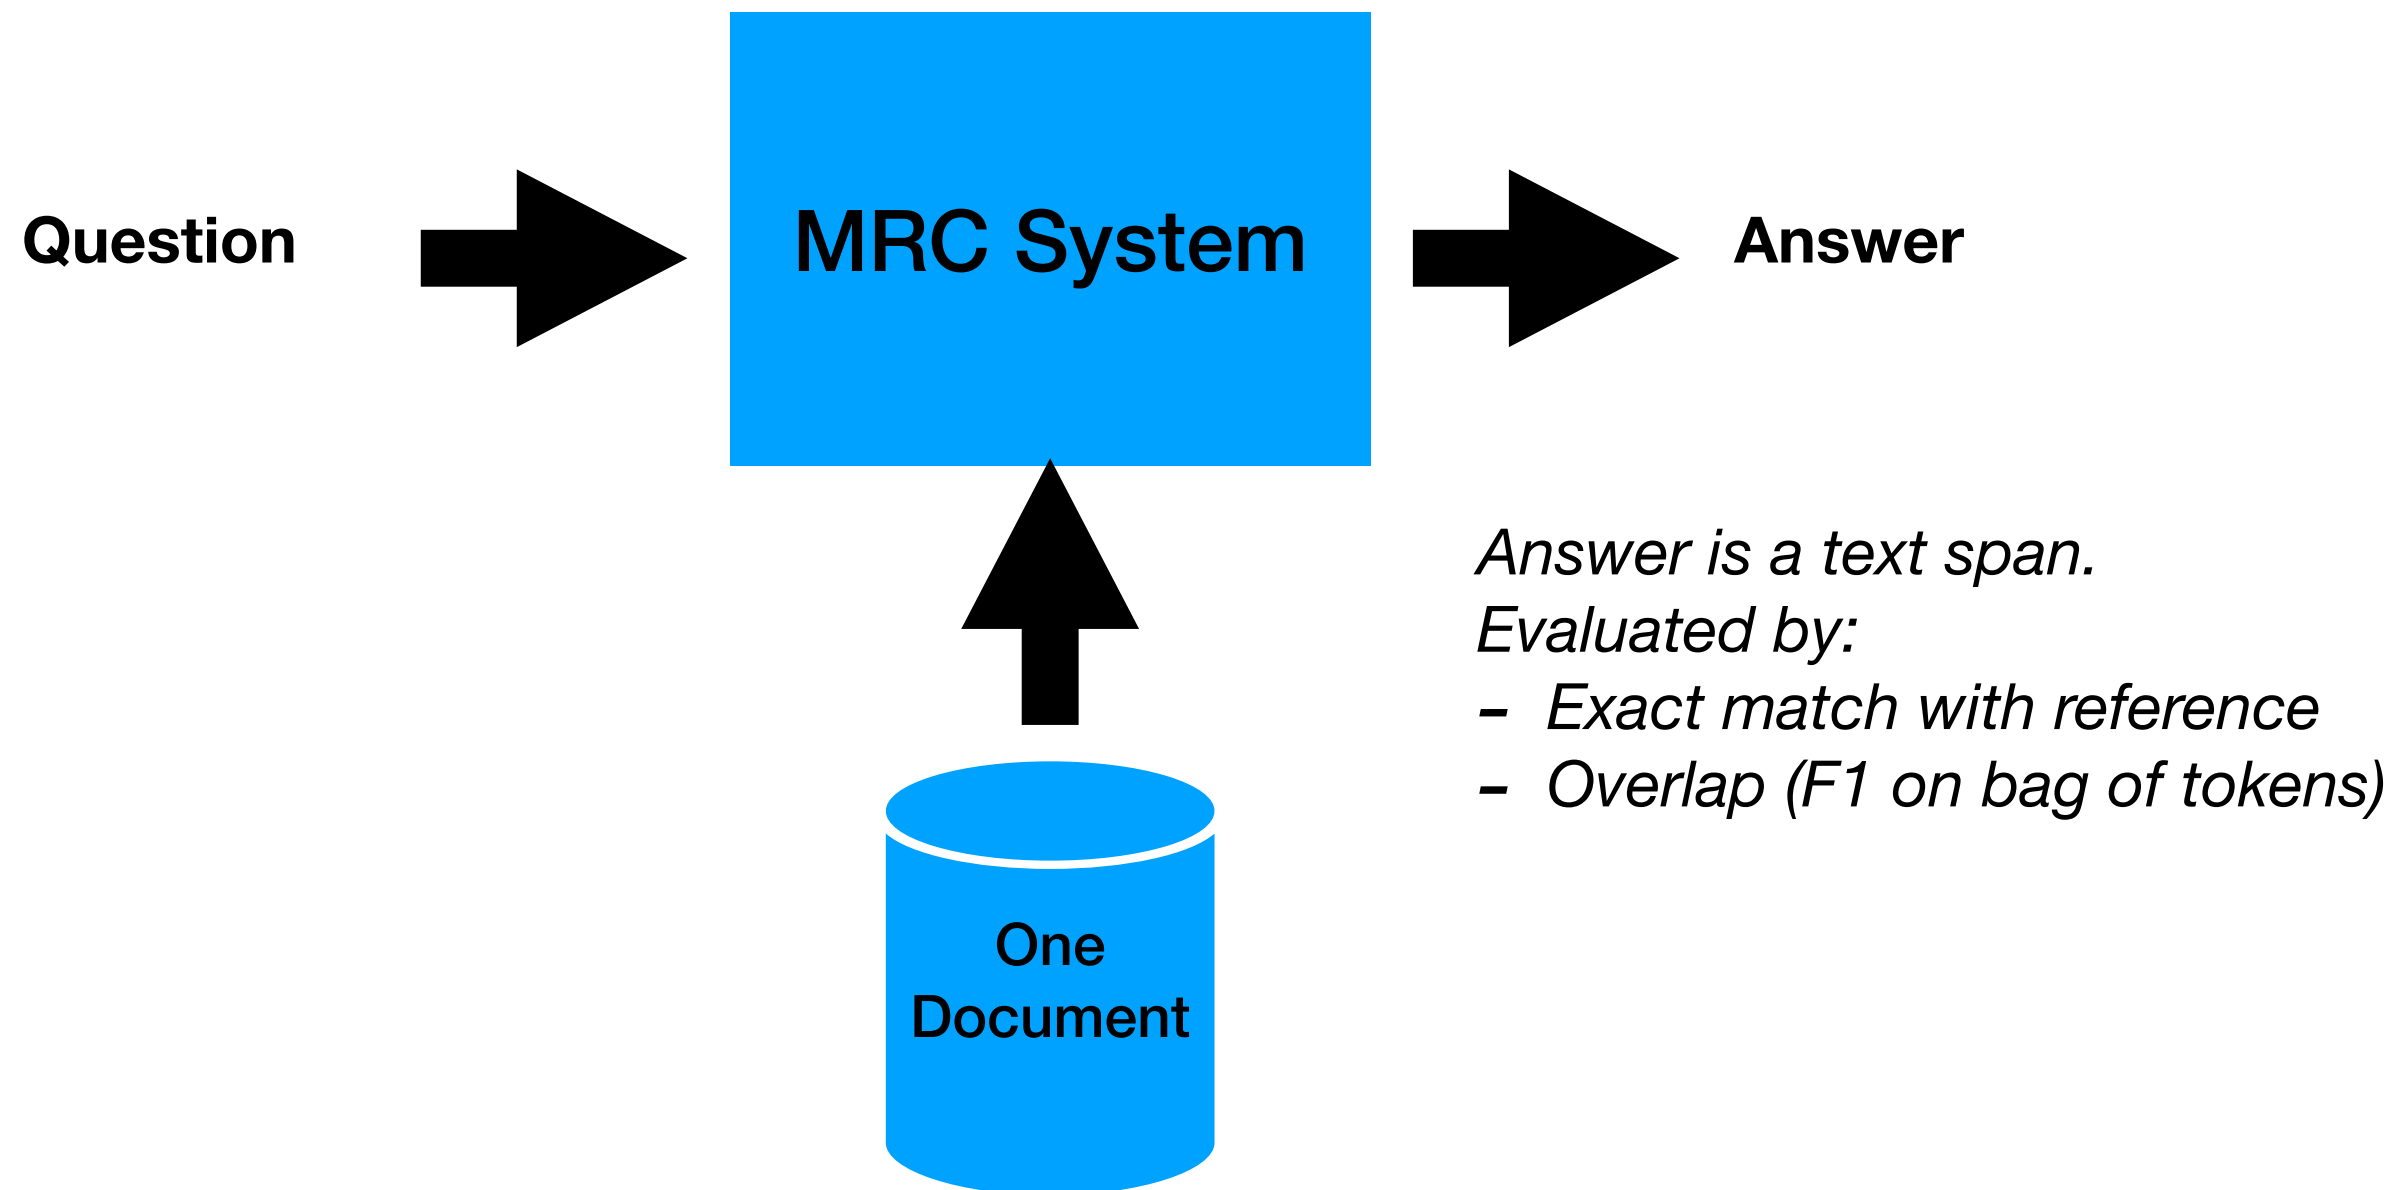 Question
MRC System
Answer
Answer is a text span.
Evaluated by:
- Exact match with reference
- Overlap (F1 on bag of tokens)
One
Document